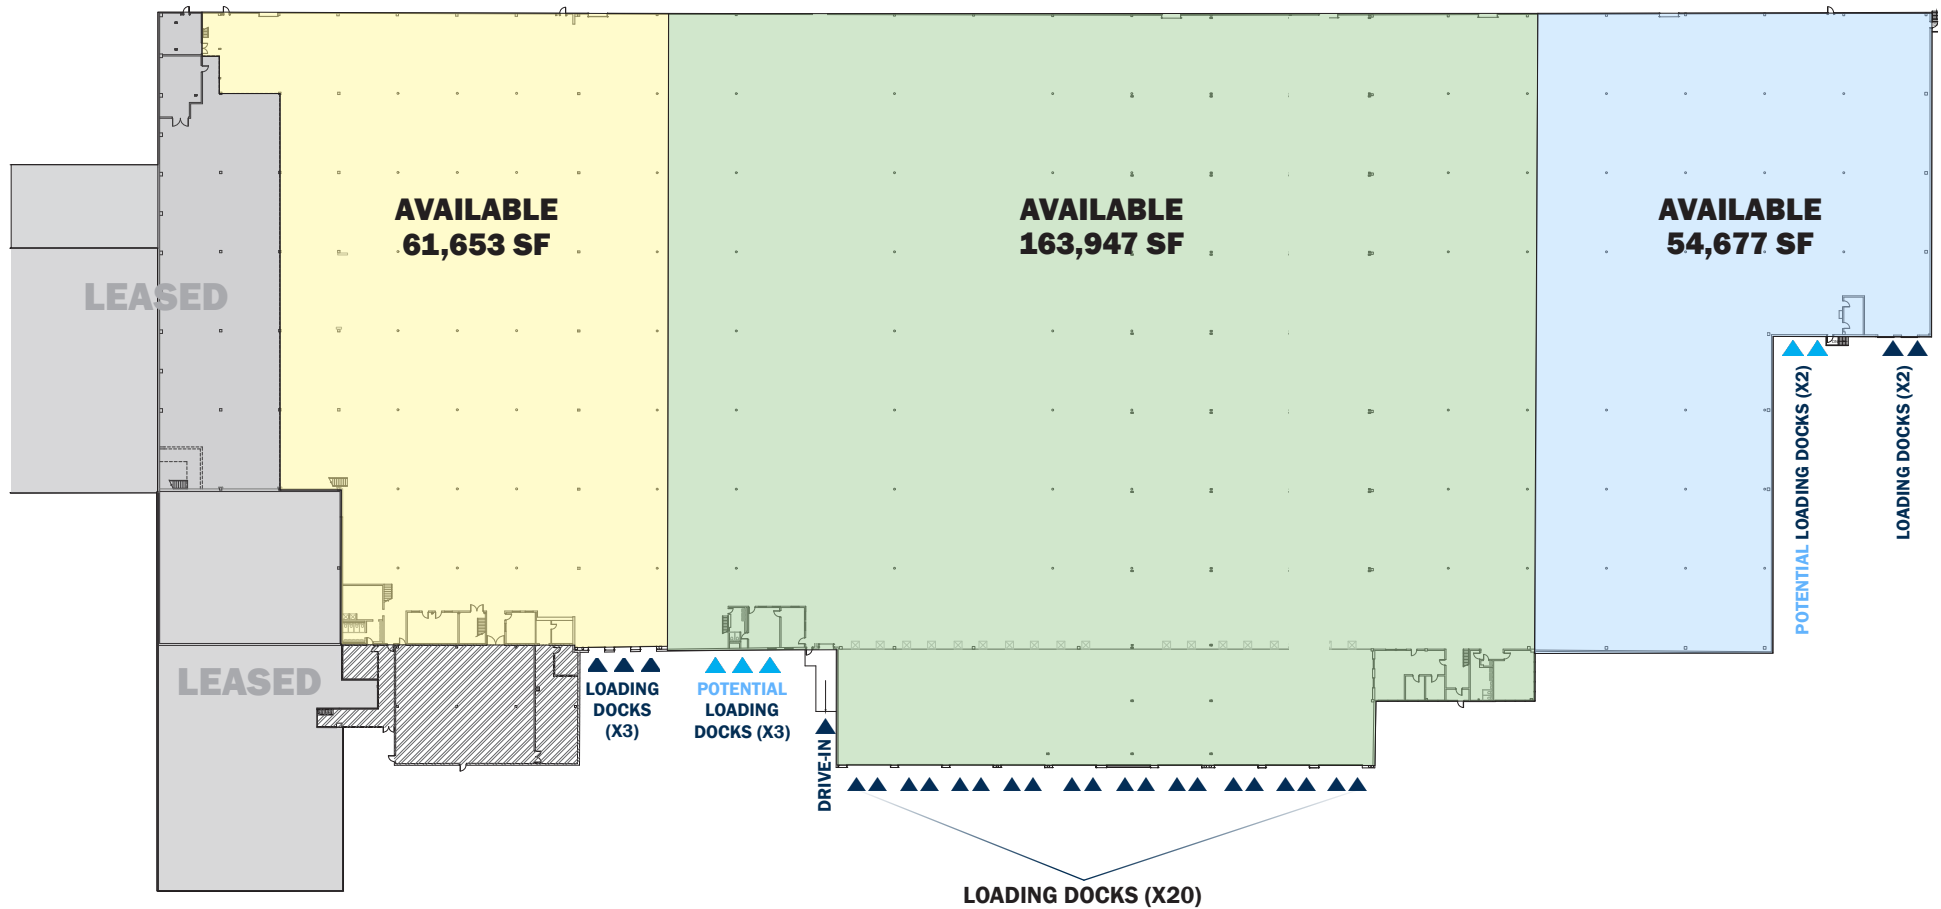 AVAILABLE
61,653 SF
AVAILABLE
163,947 SF
AVAILABLE
54,677 SF
LEASED
LEASED
LOADING
DOCKS
(X3)
POTENTIAL
LOADING
DOCKS (X3)
DRIVE-IN
LOADING DOCKS (X20)
POTENTIAL LOADING DOCKS (X2)
LOADING DOCKS (X2)